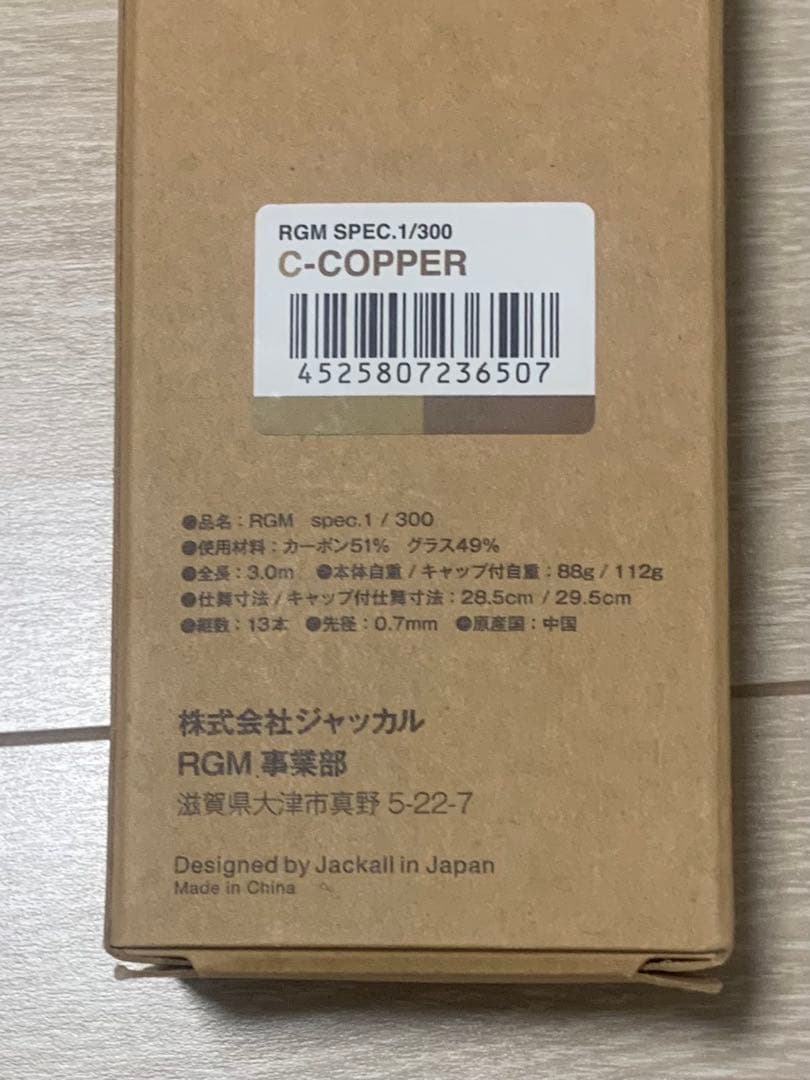 RGM SPEC.1/300
C-COPPER
4525807236507
●品名：RGM spec.1 / 300
●使用材料：カーボン51% グラス49%
●全長：3.0m ●本体自重 / キャップ付自重：88g / 112g
●仕舞寸法 / キャップ付仕舞寸法：28.5cm / 29.5cm
●継数：13本 ●先径：0.7mm ●原産国：中国
株式会社ジャッカル
RGM 事業部
滋賀県大津市真野 5-22-7
Designed by Jackall in Japan
Made in China